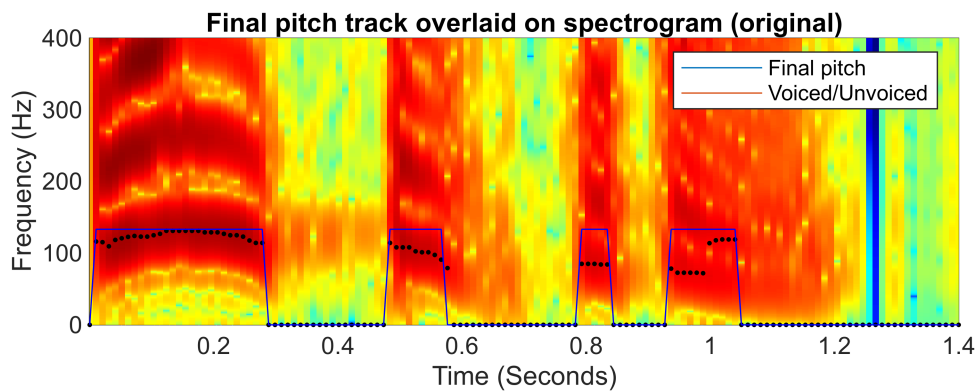 Final pitch track overlaid on spectrogram (original)
400
300
200
100
0
Frequency (Hz)
Final pitch
Voiced/Unvoiced
0.2 0.4 0.6 0.8 1 1.2 1.4
Time (Seconds)